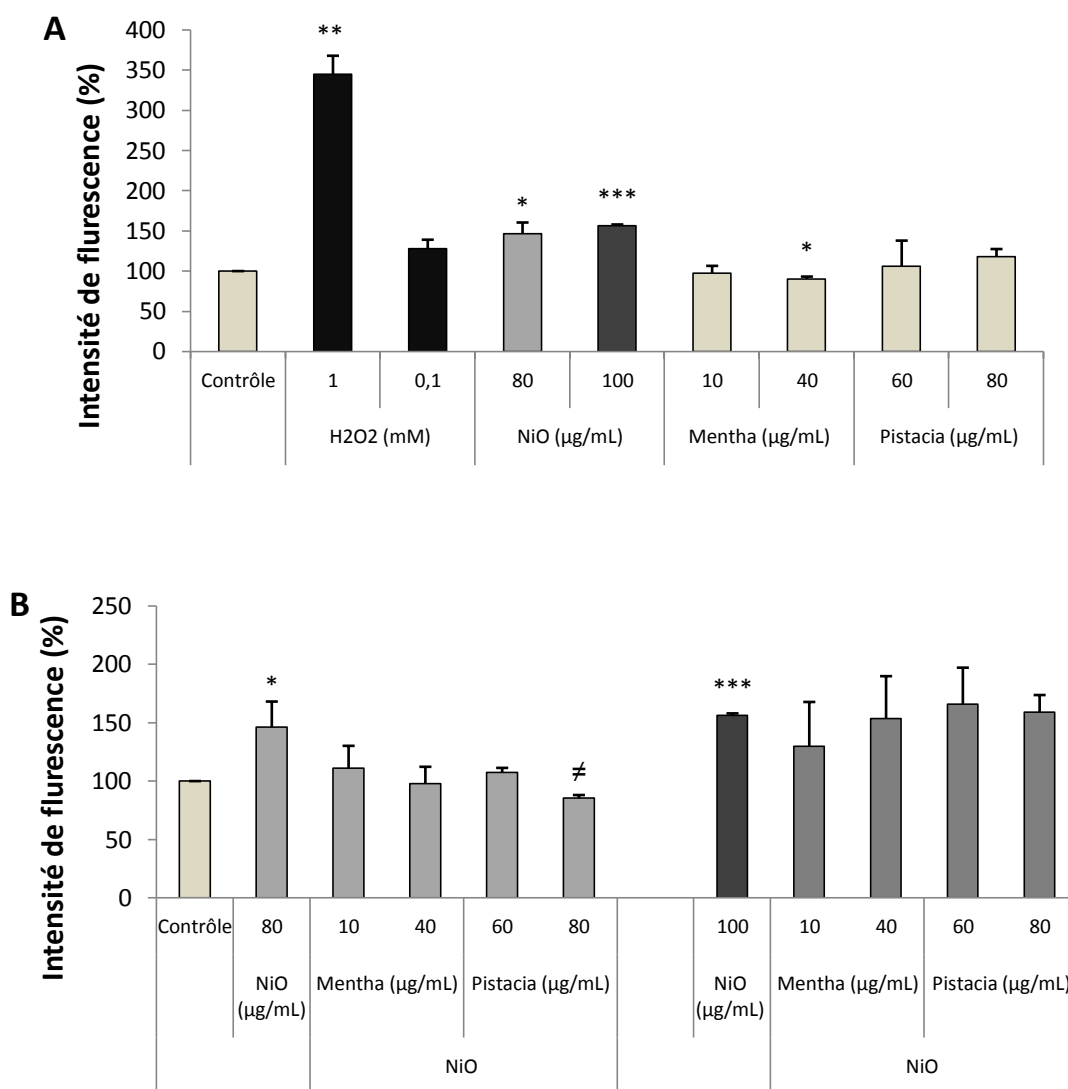 A
Intensité de flurescence (%)
400
350
300
250
200
150
100
50
0
**
*
***
*
Contrôle 1 0,1 80 100 10 40 60 80
H2O2 (mM) NiO (µg/mL) Mentha (µg/mL) Pistacia (µg/mL)
B
Intensité de flurescence (%)
250
200
150
100
50
0
*
≠
***
Contrôle 80 10 40 60 80 100 10 40 60 80
NiO (µg/mL) Mentha (µg/mL) Pistacia (µg/mL) NiO (µg/mL) Mentha (µg/mL) Pistacia (µg/mL)
NiO NiO